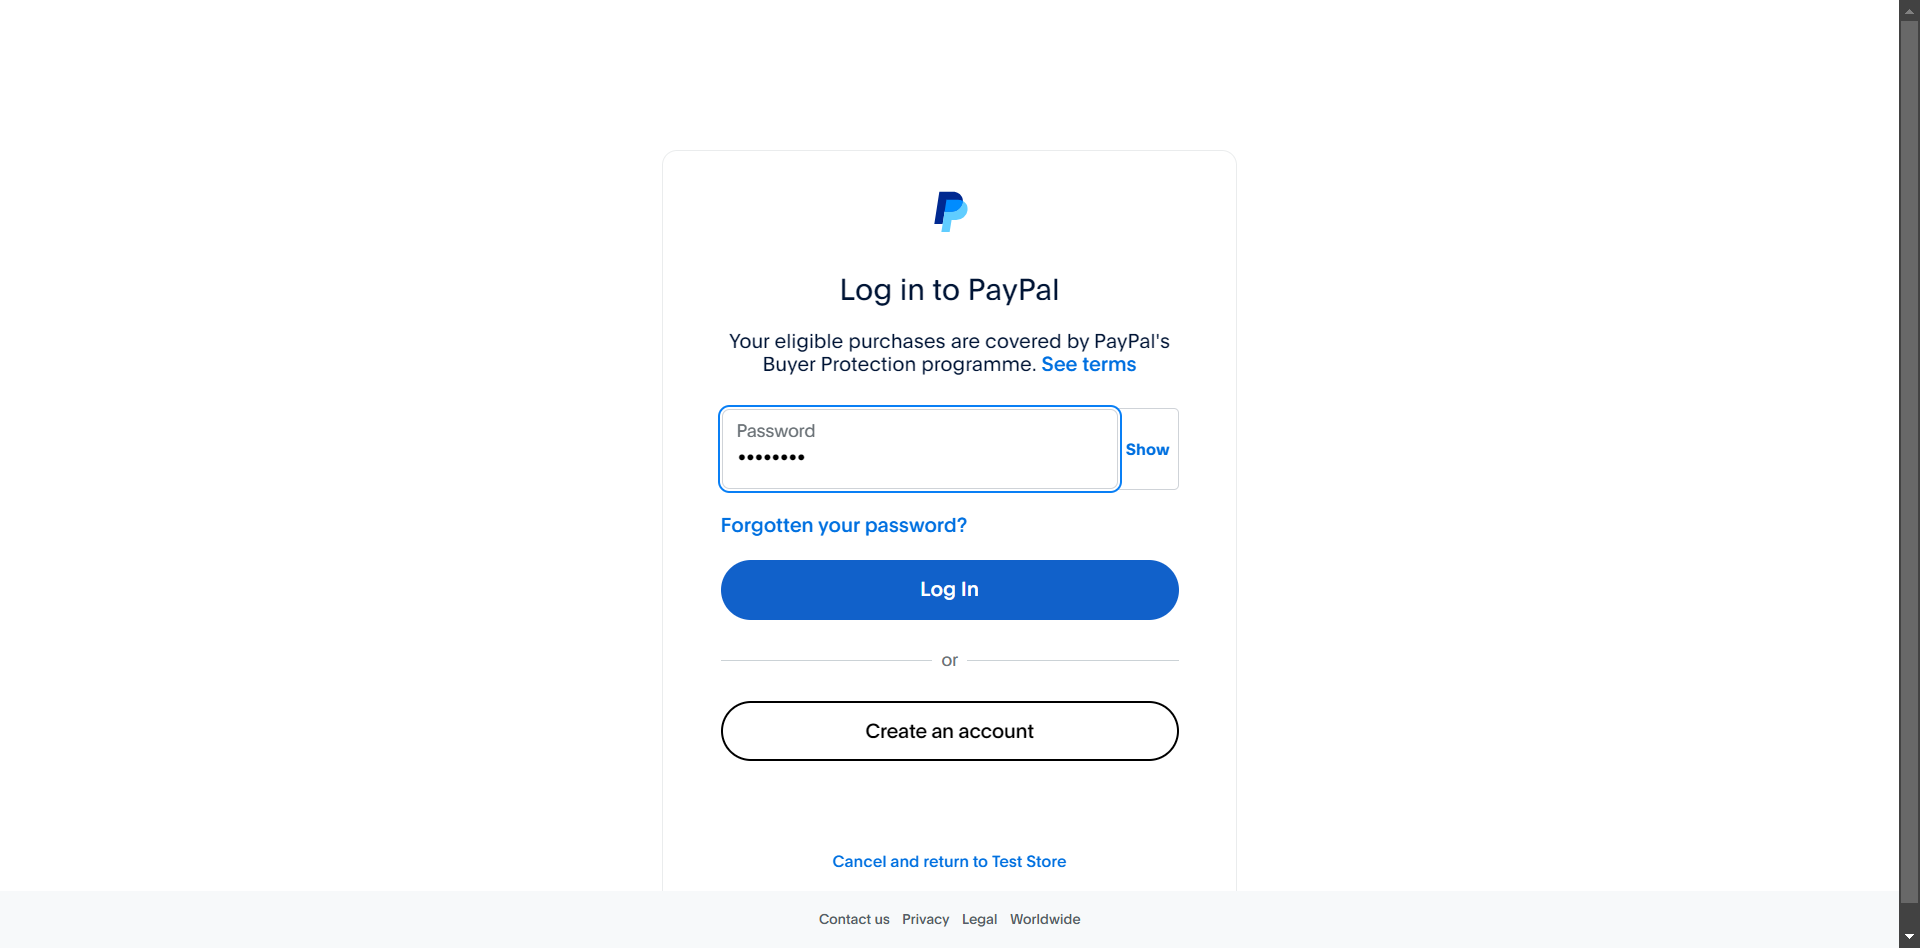 Log in to PayPal
Your eligible purchases are covered by PayPal's
Buyer Protection programme. See terms
Password
••••••••
Show
Forgotten your password?
Log In
or
Create an account
Cancel and return to Test Store
Contact us Privacy Legal Worldwide